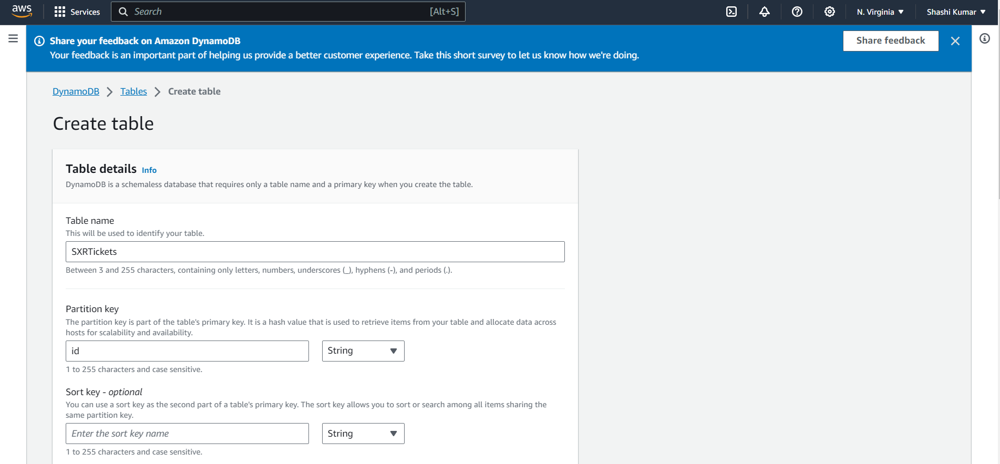 aws
Services
Search [Alt+S]
N. Virginia
Shashi Kumar
Share your feedback on Amazon DynamoDB
Your feedback is an important part of helping us provide a better customer experience. Take this short survey to let us know how we're doing.
Share feedback
DynamoDB Tables Create table
Create table
Table details Info
DynamoDB is a schemaless database that requires only a table name and a primary key when you create the table.
Table name
This will be used to identify your table.
SXRTickets
Between 3 and 255 characters, containing only letters, numbers, underscores (_), hyphens (-), and periods (.).
Partition key
The partition key is part of the table's primary key. It is a hash value that is used to retrieve items from your table and allocate data across
hosts for scalability and availability.
id String
1 to 255 characters and case sensitive.
Sort key - optional
You can use a sort key as the second part of a table's primary key. The sort key allows you to sort or search among all items sharing the
same partition key.
Enter the sort key name String
1 to 255 characters and case sensitive.